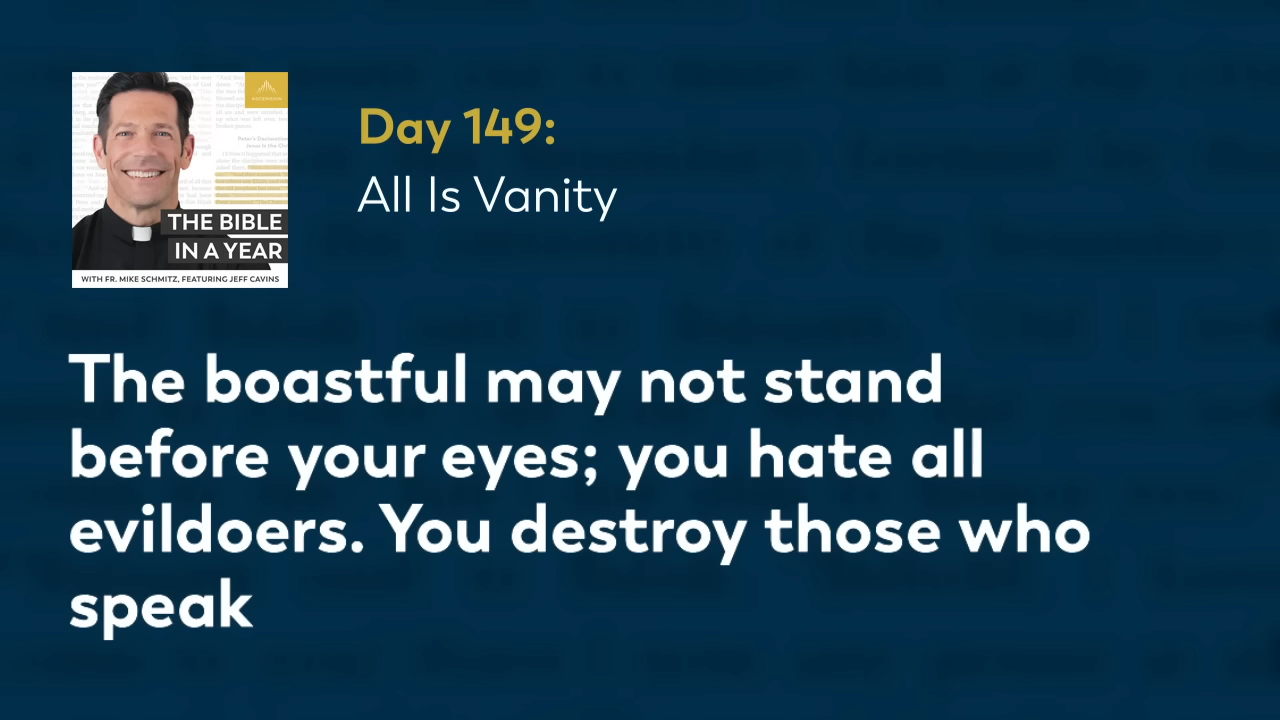 Day 149:
All Is Vanity
ASCENSION
THE BIBLE
IN A YEAR
WITH FR. MIKE SCHMITZ, FEATURING JEFF CAVINS
The boastful may not stand
before your eyes; you hate all
evildoers. You destroy those who
speak